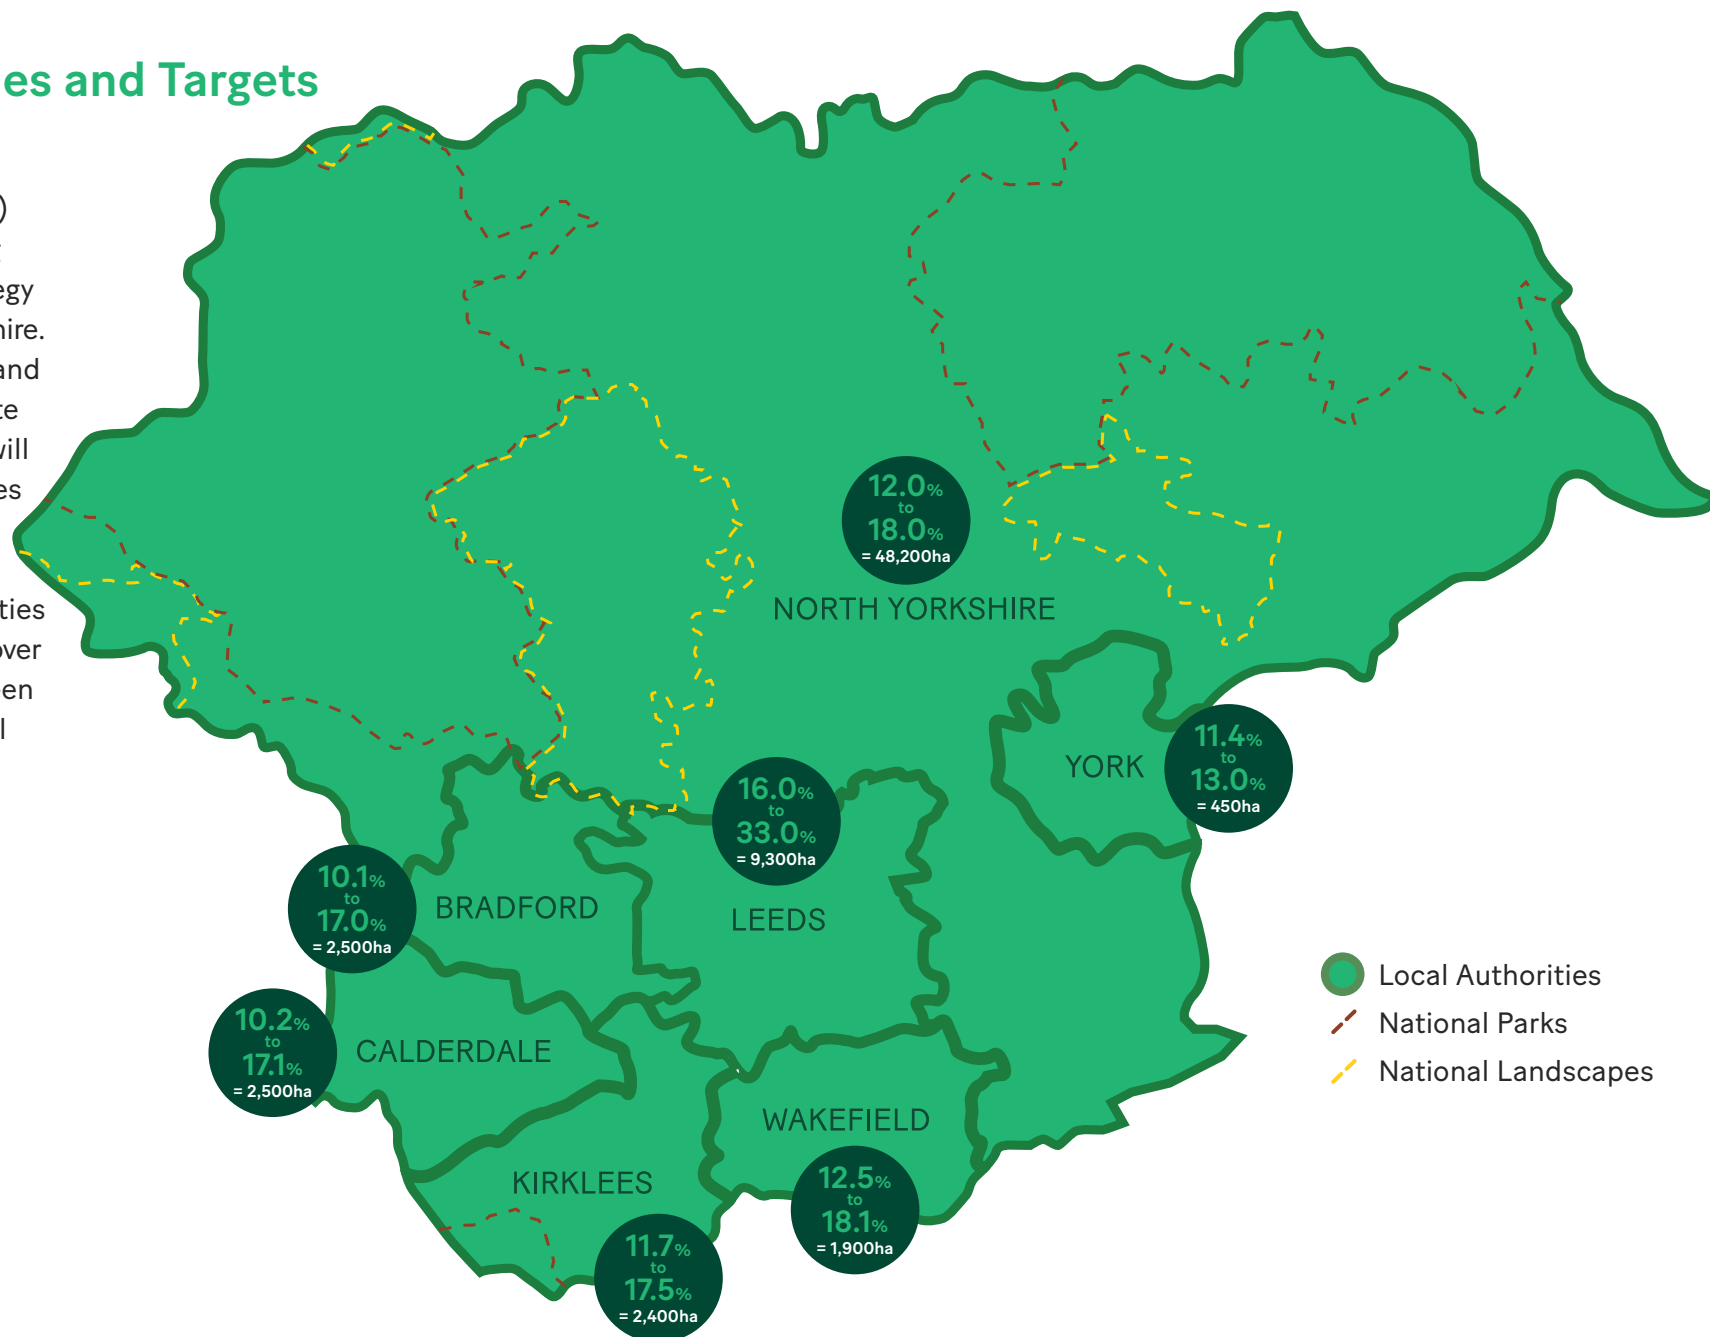 es and Targets
)
egy
hire.
and
te
will
es
ties
over
een
l
12.0%
to
18.0%
= 48,200ha
NORTH YORKSHIRE
YORK
11.4%
to
13.0%
= 450ha
16.0%
to
33.0%
= 9,300ha
LEEDS
10.1%
to
17.0%
= 2,500ha
BRADFORD
10.2%
to
17.1%
= 2,500ha
CALDERDALE
WAKEFIELD
12.5%
to
18.1%
= 1,900ha
KIRKLEES
11.7%
to
17.5%
= 2,400ha
Local Authorities
National Parks
National Landscapes